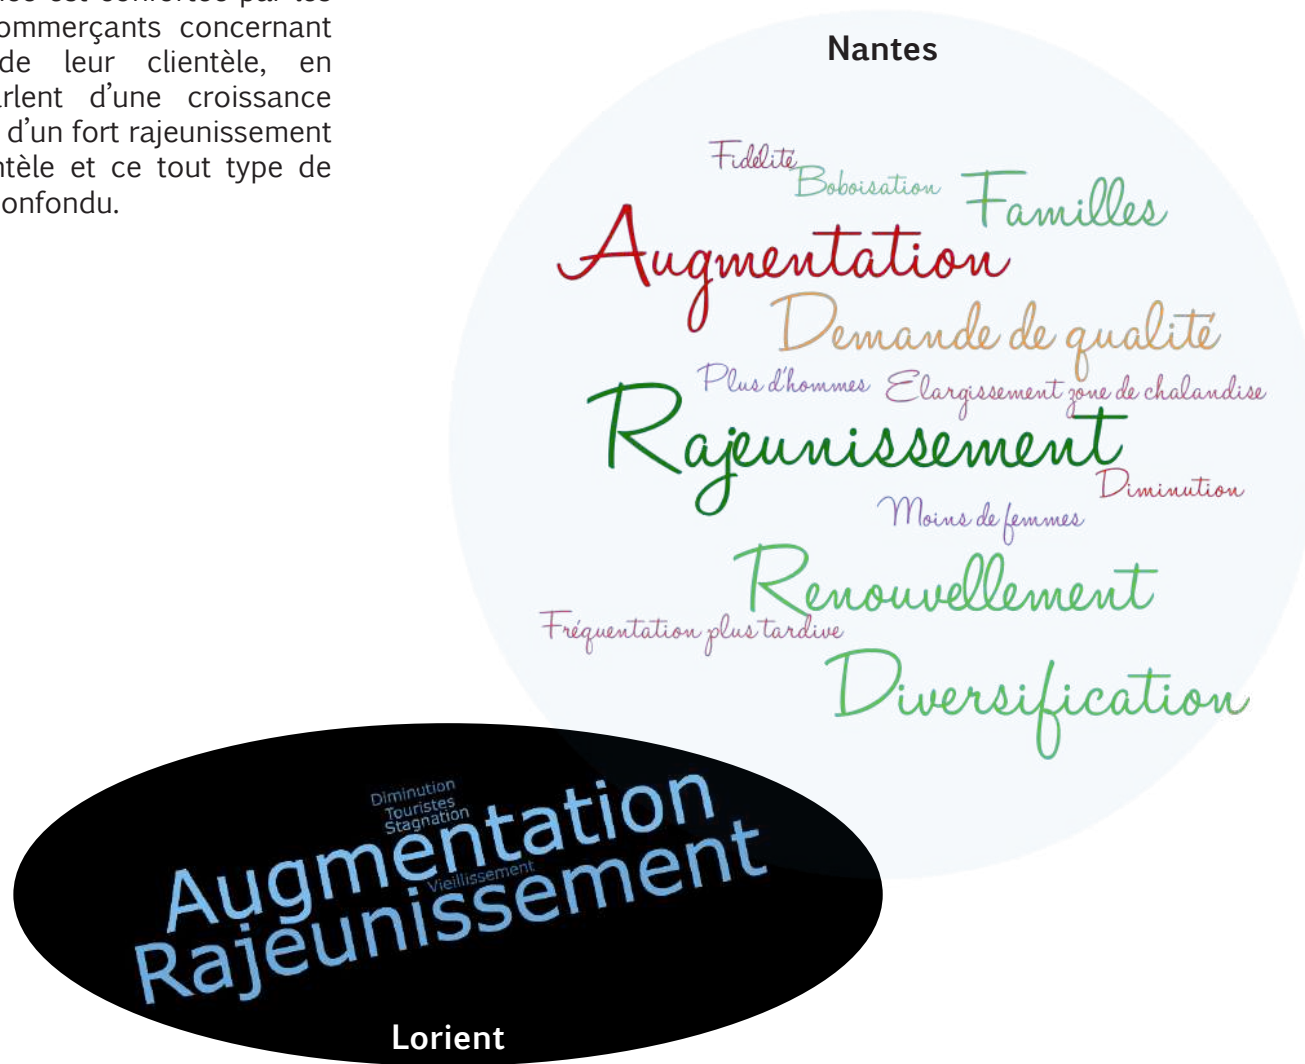 ommerçants concernant
de leur clientèle, en
rlent d'une croissance
d'un fort rajeunissement
ntèle et ce tout type de
onfondu.
Nantes
Fidélité
Boboisation
Familles
Augmentation
Demande de qualité
Plus d'hommes
Elargissement zone de chalandise
Rajeunissement
Diminution
Moins de femmes
Renouvellement
Fréquentation plus tardive
Diversification
Diminution
Touristes
Stagnation
Augmentation
Vieillissement
Rajeunissement
Lorient